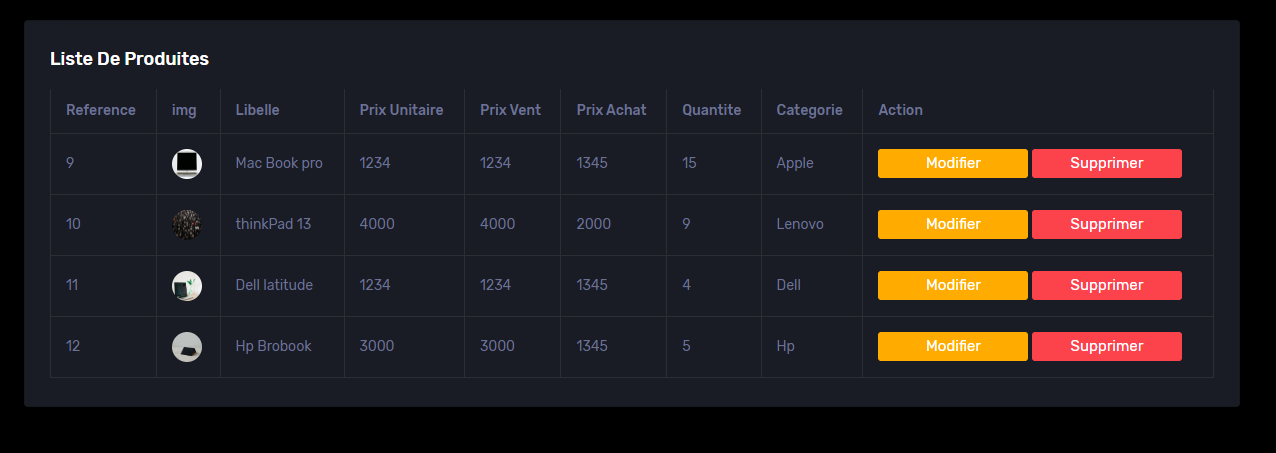 Liste De Produites
Reference img Libelle Prix Unitaire Prix Vent Prix Achat Quantite Categorie Action
9 Mac Book pro 1234 1234 1345 15 Apple Modifier Supprimer
10 thinkPad 13 4000 4000 2000 9 Lenovo Modifier Supprimer
11 Dell latitude 1234 1234 1345 4 Dell Modifier Supprimer
12 Hp Brobook 3000 3000 1345 5 Hp Modifier Supprimer